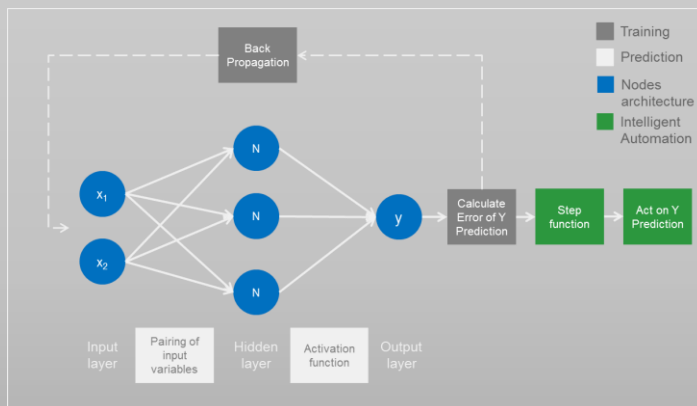 Back
Propagation
Training
Prediction
Nodes
architecture
Intelligent
Automation
N
x1
N
y
Calculate
Error of Y
Prediction
Step
function
Act on Y
Prediction
x2
N
Input
layer
Pairing of
input
variables
Hidden
layer
Activation
function
Output
layer